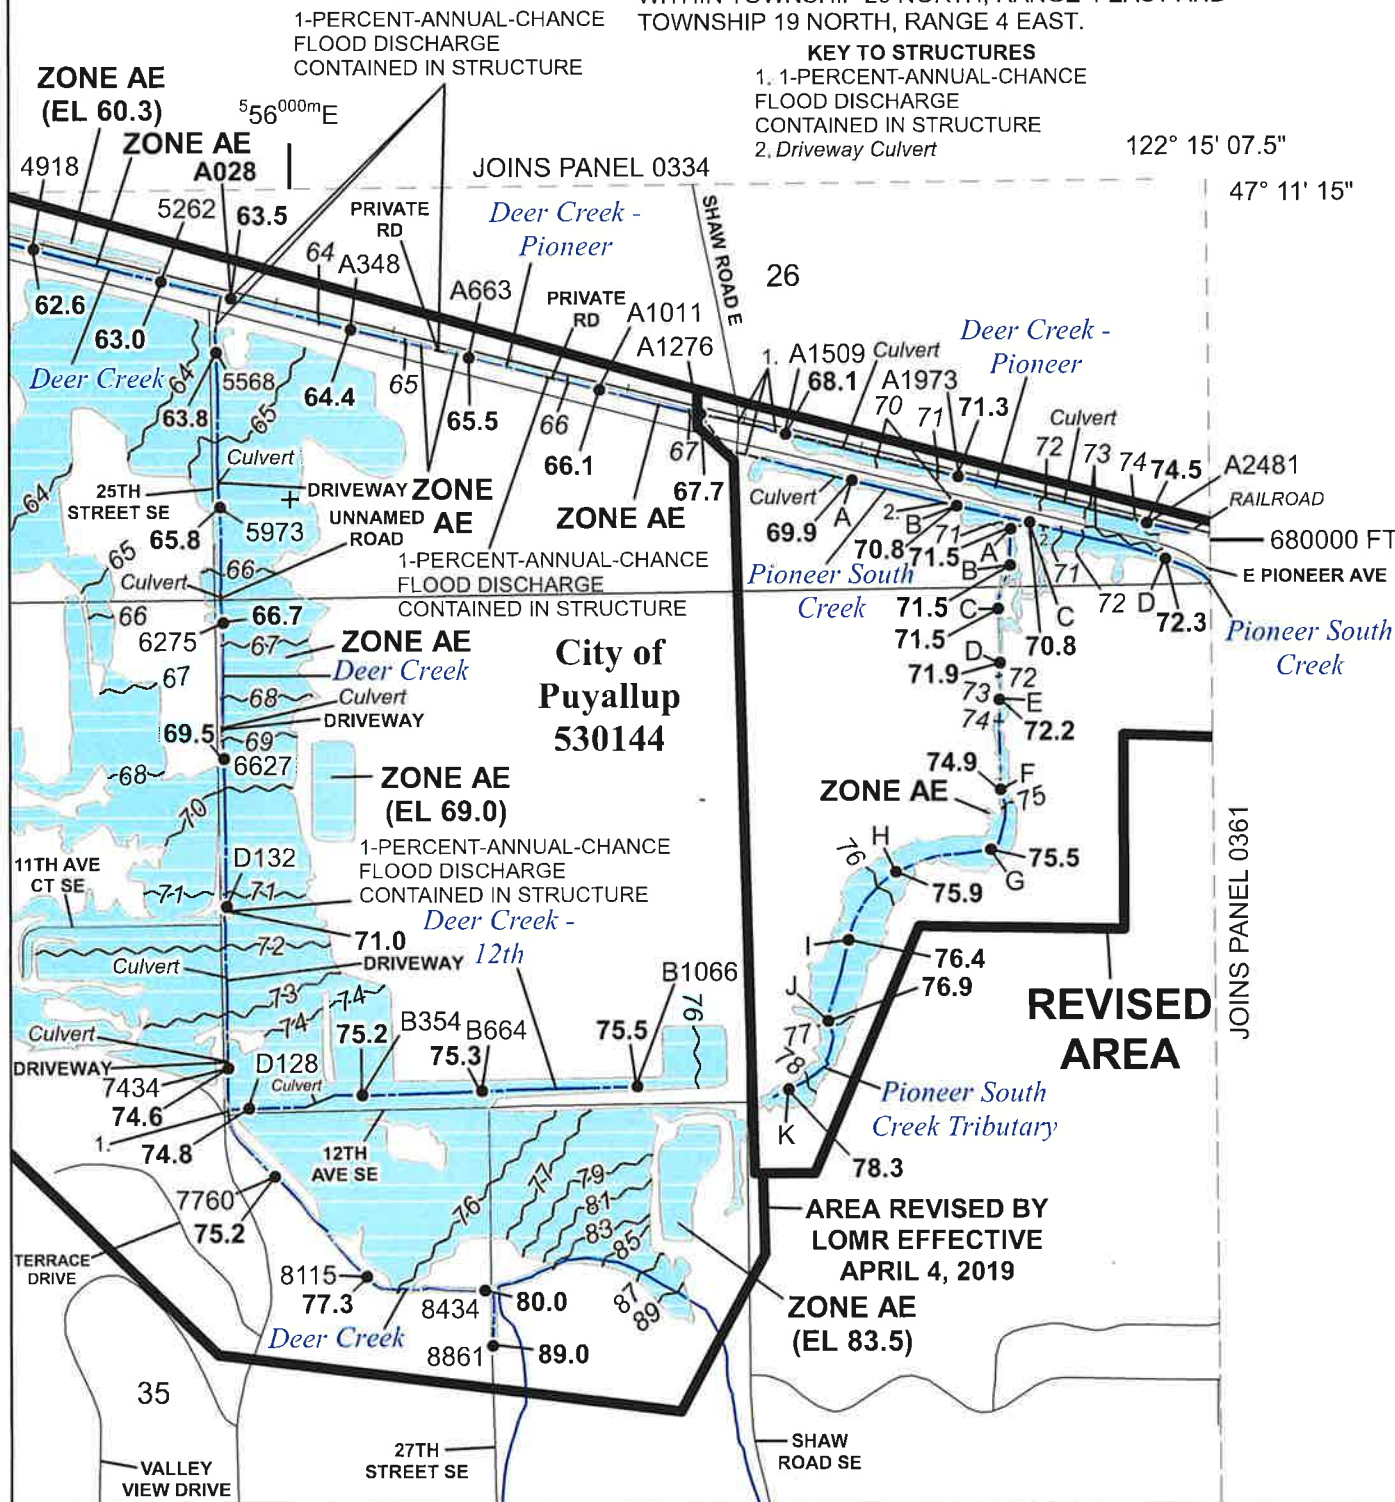 TOWNSHIP 19 NORTH, RANGE 4 EAST.
1-PERCENT-ANNUAL-CHANCE
FLOOD DISCHARGE
CONTAINED IN STRUCTURE
KEY TO STRUCTURES
1. 1-PERCENT-ANNUAL-CHANCE
FLOOD DISCHARGE
CONTAINED IN STRUCTURE
2. Driveway Culvert
ZONE AE
(EL 60.3)
556000mE
ZONE AE
4918
A028
JOINS PANEL 0334
122° 15' 07.5"
47° 11' 15"
5262
63.5
PRIVATE
RD
Deer Creek -
Pioneer
SHAW ROAD E
26
64
A348
A663
PRIVATE
RD
A1011
A1276
62.6
63.0
Deer Creek
64
5568
63.8
65
64.4
65
65.5
66
66.1
67
67.7
1.
A1509
68.1
Culvert
A1973
70
71
71.3
Deer Creek -
Pioneer
Culvert
72
73
74
74.5
A2481
RAILROAD
680000 FT
E PIONEER AVE
64
Culvert
25TH
STREET SE
DRIVEWAY
ZONE
AE
ZONE AE
5973
65.8
UNNAMED
ROAD
65
66
Culvert
66
1-PERCENT-ANNUAL-CHANCE
FLOOD DISCHARGE
CONTAINED IN STRUCTURE
Culvert
69.9
A
2.
B
70.8
71
71.5
A
B
2.
71
72
D
72.3
Pioneer South
Creek
71.5
C
71.5
C
70.8
Pioneer South
Creek
6275
66.7
67
ZONE AE
Deer Creek
67
68
Culvert
DRIVEWAY
City of
Puyallup
530144
D
71.9
72
73
E
74
72.2
69.5
69
6627
68
70
ZONE AE
(EL 69.0)
74.9
F
75
ZONE AE
H
76
75.5
G
75.9
11TH AVE
CT SE
D132
71
71
1-PERCENT-ANNUAL-CHANCE
FLOOD DISCHARGE
CONTAINED IN STRUCTURE
71.0
Deer Creek -
12th
72
Culvert
DRIVEWAY
I
76.4
76.9
J
77
78
REVISED
AREA
JOINS PANEL 0361
73
74
74
Culvert
DRIVEWAY
7434
74.6
D128
Culvert
75.2
B354
B664
75.3
75.5
B1066
76
1.
74.8
K
78.3
Pioneer South
Creek Tributary
12TH
AVE SE
7760
75.2
76
77
79
81
83
85
87
89
AREA REVISED BY
LOMR EFFECTIVE
APRIL 4, 2019
TERRACE
DRIVE
8115
77.3
Deer Creek
8434
80.0
8861
89.0
ZONE AE
(EL 83.5)
35
VALLEY
VIEW DRIVE
27TH
STREET SE
SHAW
ROAD SE